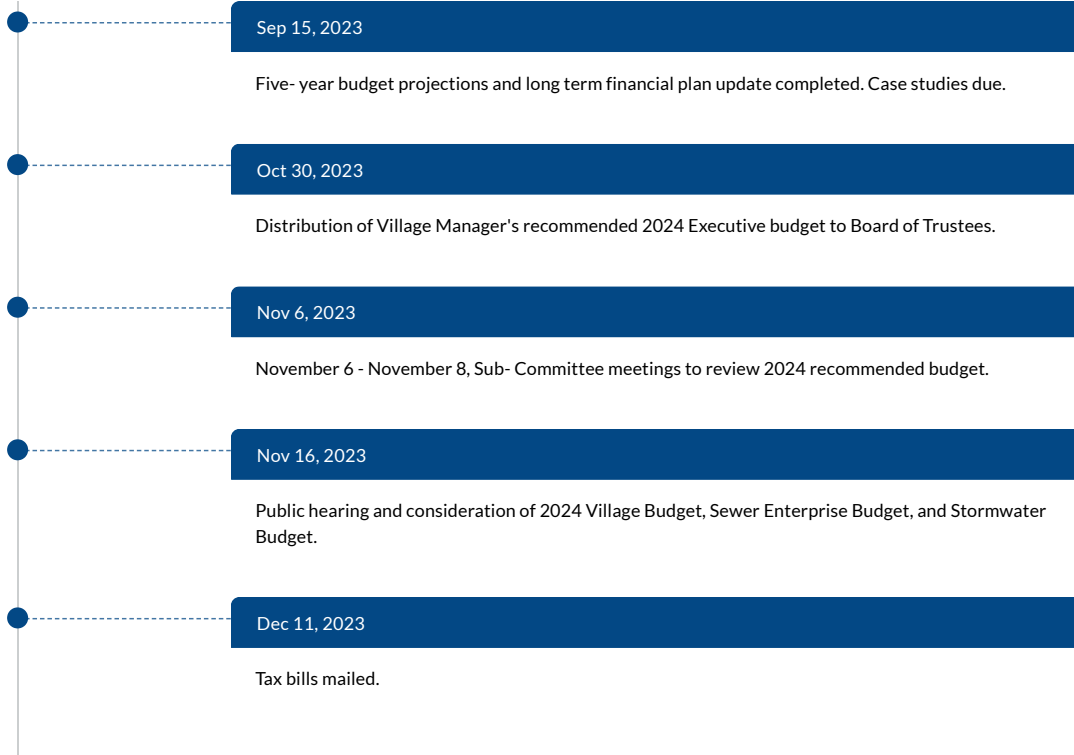 Sep 15, 2023
Five- year budget projections and long term financial plan update completed. Case studies due.
Oct 30, 2023
Distribution of Village Manager's recommended 2024 Executive budget to Board of Trustees.
Nov 6, 2023
November 6 - November 8, Sub- Committee meetings to review 2024 recommended budget.
Nov 16, 2023
Public hearing and consideration of 2024 Village Budget, Sewer Enterprise Budget, and Stormwater
Budget.
Dec 11, 2023
Tax bills mailed.